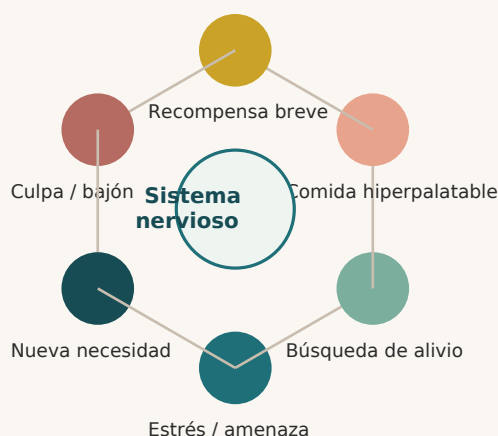 Recompensa breve
Culpa / bajón
Comida hiperpalatable
Sistema
nervioso
Nueva necesidad
Búsqueda de alivio
Estrés / amenaza